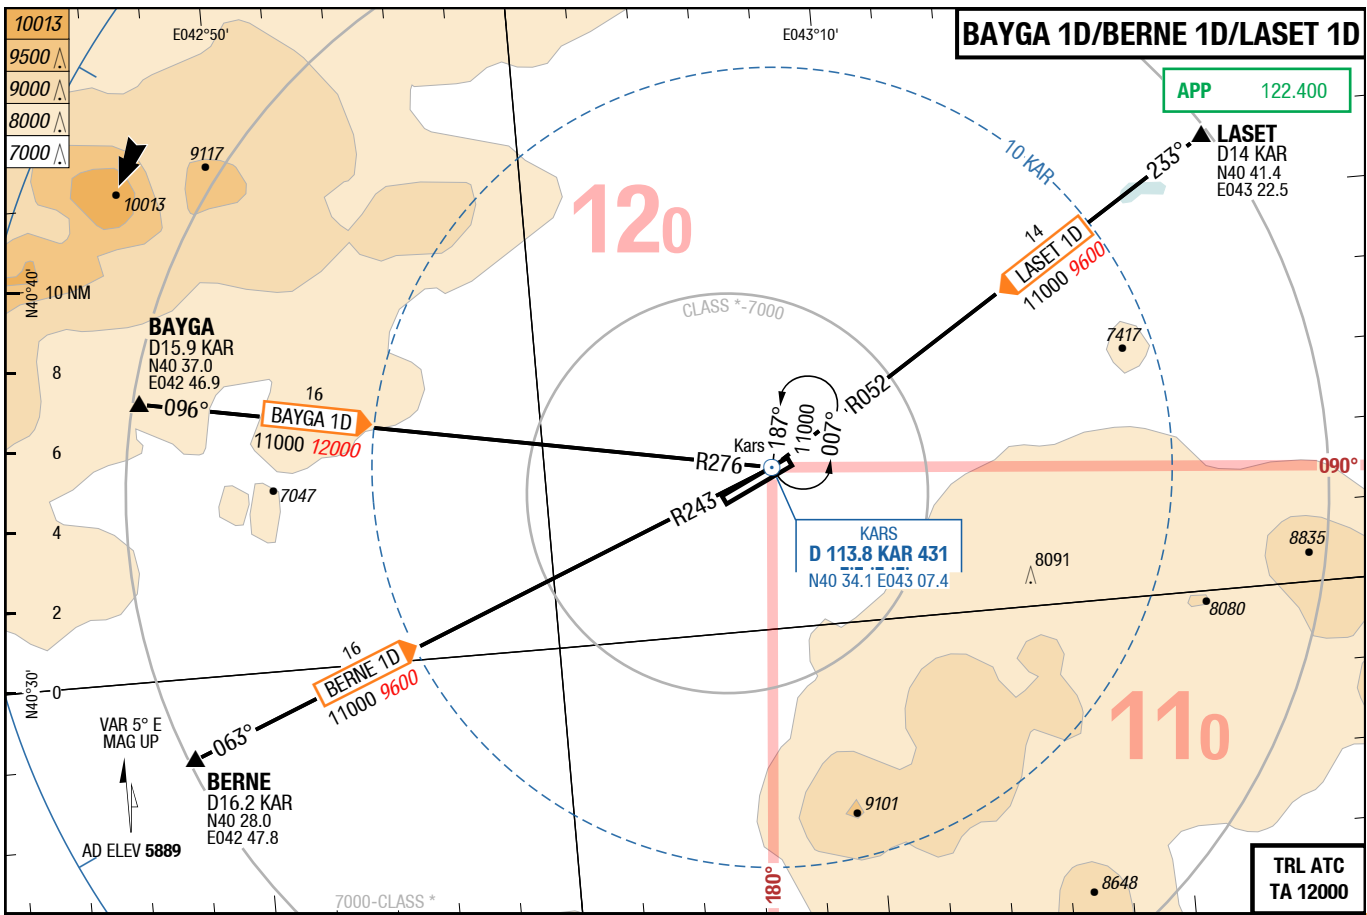 10013
9500
9000
8000
7000
E042°50'
E043°10'
BAYGA 1D/BERNE 1D/LASET 1D
APP 122.400
LASET
D14 KAR
N40 41.4
E043 22.5
233°
10 KAR
14
LASET 1D
11000 9600
9117
10013
120
N40°40'
10 NM
CLASS *-7000
BAYGA
D15.9 KAR
N40 37.0
E042 46.9
7417
8
096°
16
BAYGA 1D
11000 12000
R052
187°
11000
007°
Kars
R276
6
090°
7047
R243
4
KARS
D 113.8 KAR 431
N40 34.1 E043 07.4
8835
8091
8080
2
16
BERNE 1D
11000 9600
N40°30'
0
110
063°
VAR 5° E
MAG UP
BERNE
D16.2 KAR
N40 28.0
E042 47.8
9101
AD ELEV 5889
180°
8648
TRL ATC
TA 12000
7000-CLASS *